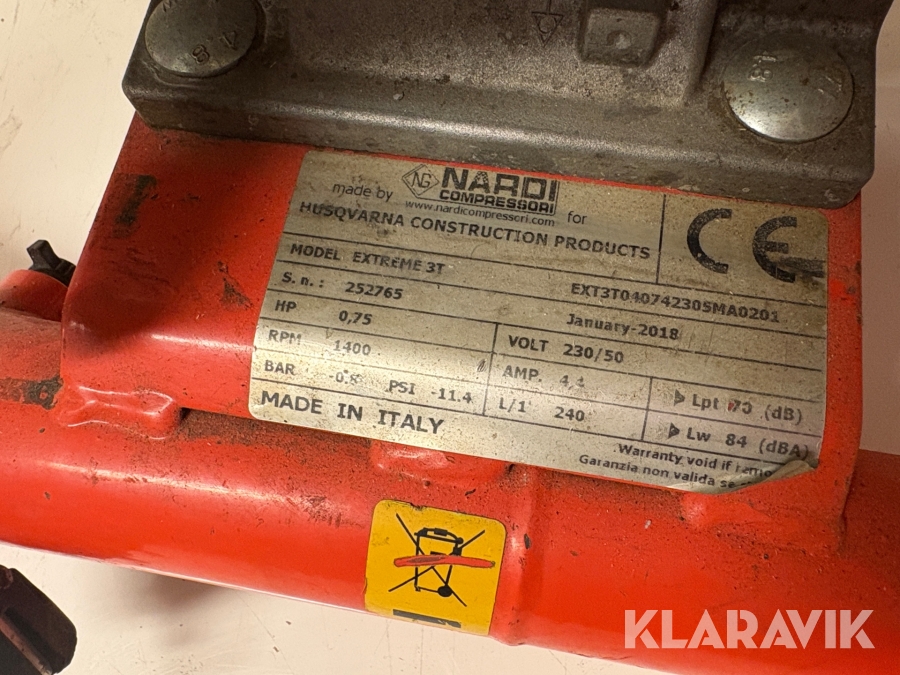 made by NG NARDI
COMPRESSORI for
www.nardicompressori.com
HUSQVARNA CONSTRUCTION PRODUCTS
CE
MODEL EXTREME 3T EXT3T040742305MA0201
S.n.: 252765 January-2018
HP 0,75 VOLT 230/50
RPM 1400 AMP. 4,4 Lpt 70 (dB)
BAR -0.8 PSI -11.4 L/1' 240 Lw 84 (dBA)
MADE IN ITALY
Warranty void if
Garanzia non valida
8
KLARAVIK